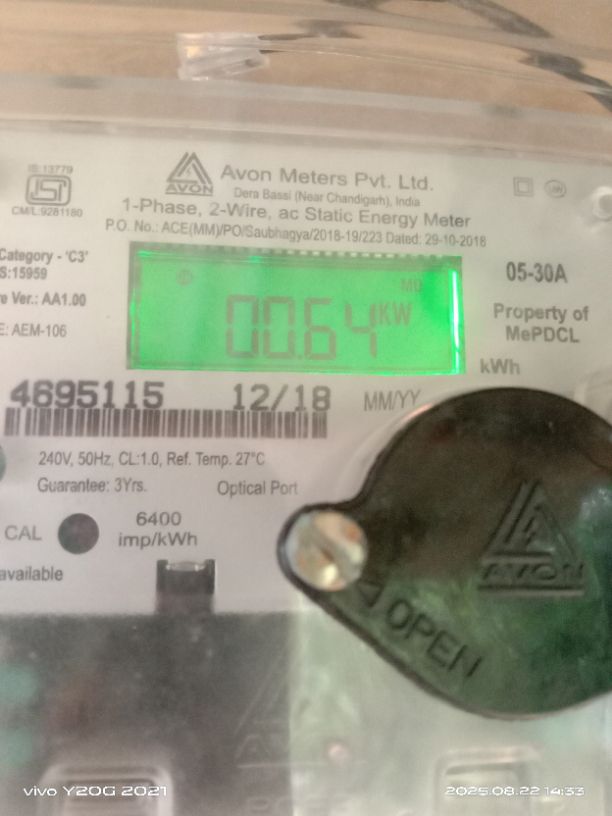 IS:13779
ISI
CM/L.9281180
AVON
Avon Meters Pvt. Ltd.
Dera Bassi (Near Chandigarh), India
1-Phase, 2-Wire, ac Static Energy Meter
P.O. No.: ACE(MM)/PO/Saubhagya/2018-19/223 Dated: 29-10-2018
Category - 'C3'
S:15959
e Ver.: AA1.00
E: AEM-106
MD
00.64 KW
05-30A
Property of
MePDCL
kWh
4695115 12/18 MM/YY
240V, 50Hz, CL:1.0, Ref. Temp. 27°C
Guarantee: 3Yrs. Optical Port
CAL
6400
imp/kWh
available
AVON
OPEN
vivo Y20G 2021
2025.08.22 14:33